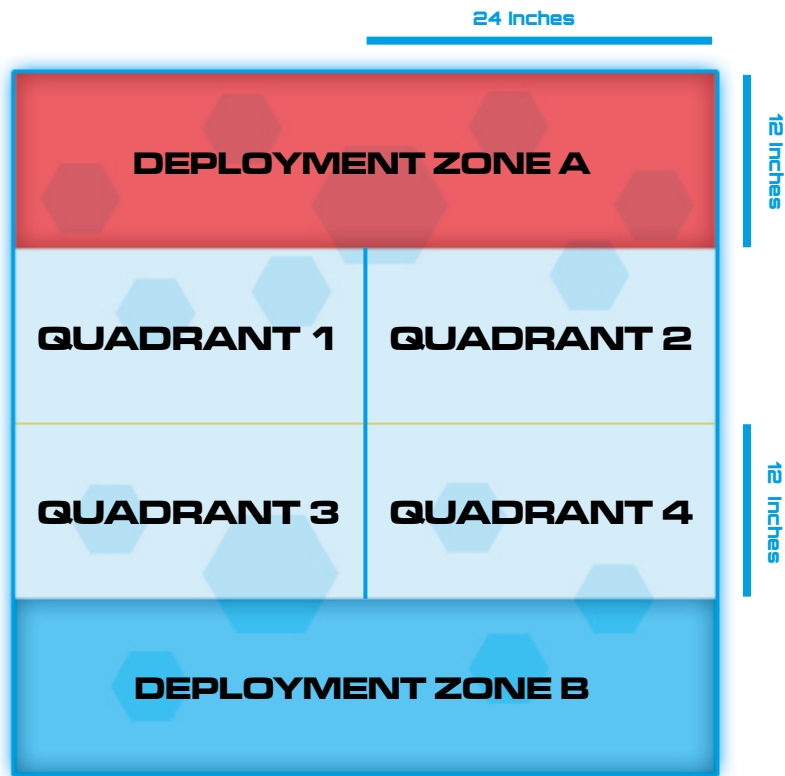 24 Inches
12 Inches
DEPLOYMENT ZONE A
QUADRANT 1
QUADRANT 2
QUADRANT 3
QUADRANT 4
12 Inches
DEPLOYMENT ZONE B